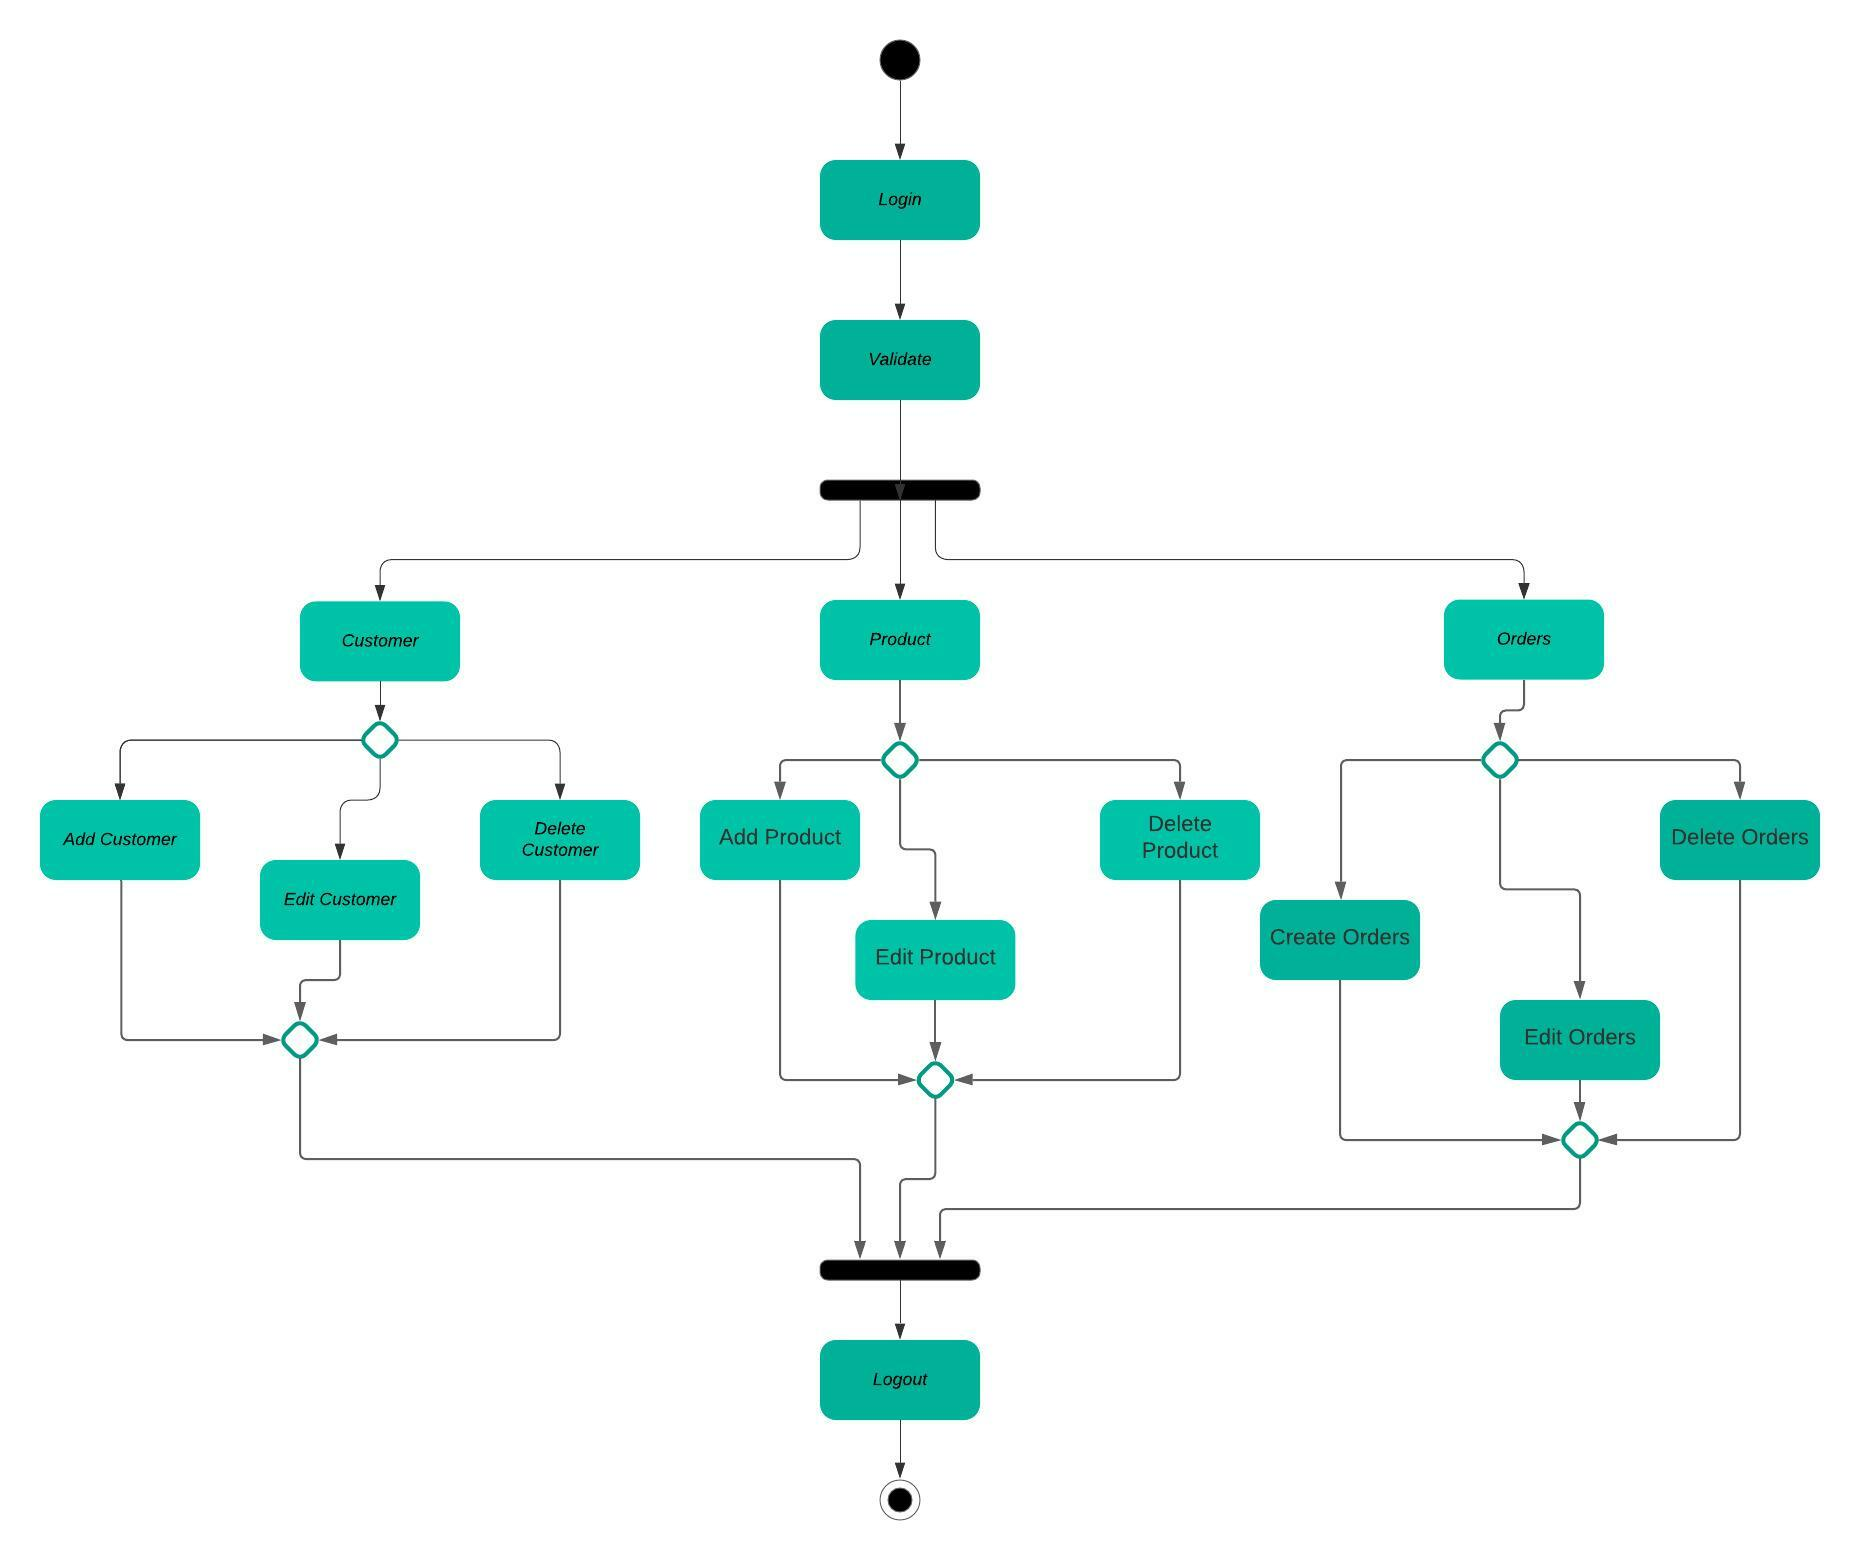 Login
Validate
Customer
Product
Orders
Add Customer
Edit Customer
Delete
Customer
Add Product
Edit Product
Delete
Product
Create Orders
Edit Orders
Delete Orders
Logout